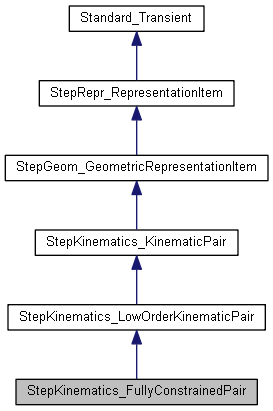 Standard_Transient
StepRepr_RepresentationItem
StepGeom_GeometricRepresentationItem
StepKinematics_KinematicPair
StepKinematics_LowOrderKinematicPair
StepKinematics_FullyConstrainedPair